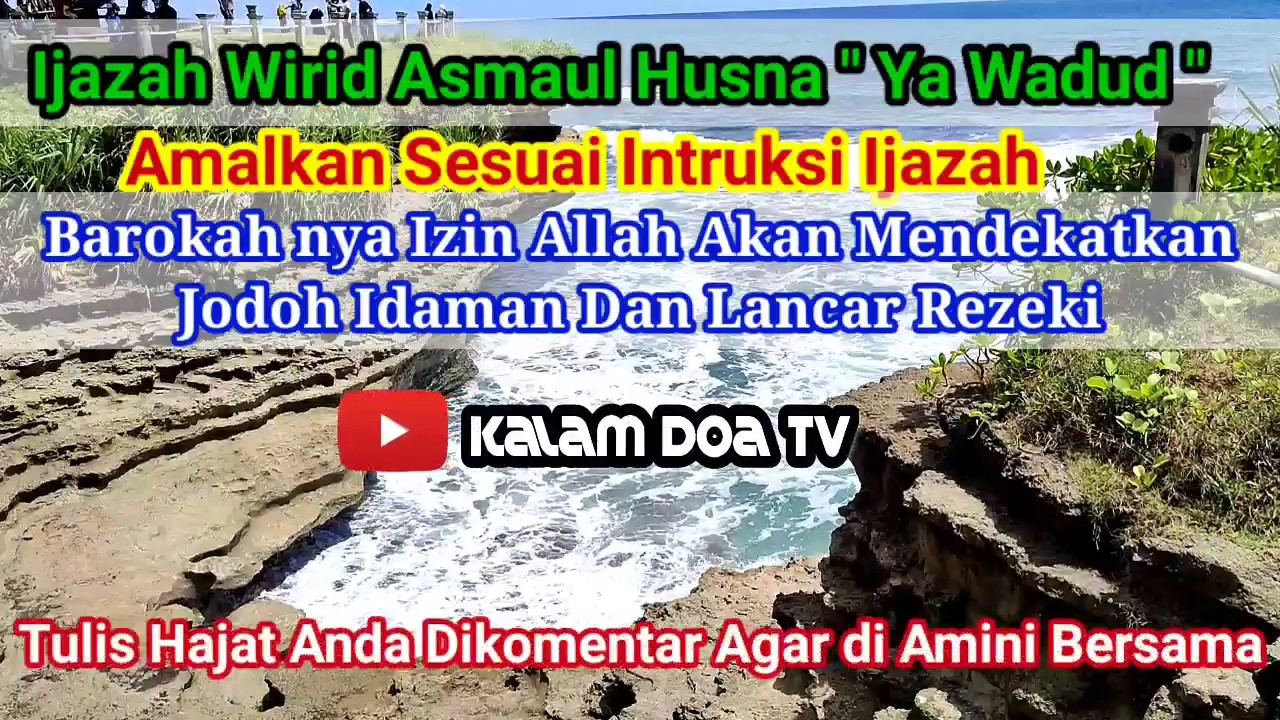 Ijazah Wirid Asmaul Husna " Ya Wadud "
Amalkan Sesuai Intruksi Ijazah
Barokah nya Izin Allah Akan Mendekatkan
Jodoh Idaman Dan Lancar Rezeki
KALAM DOA TV
Tulis Hajat Anda Dikomentar Agar di Amini Bersama